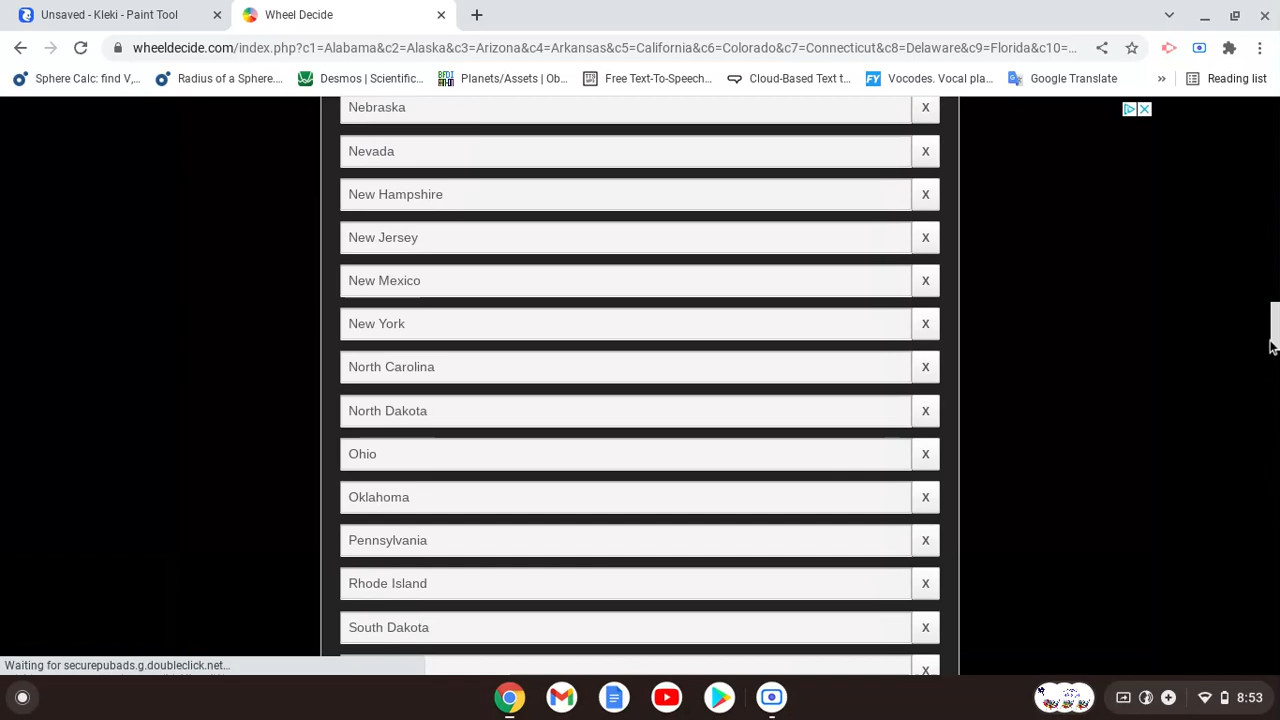 Unsaved - Kleki - Paint Tool
Wheel Decide
wheeldecide.com/index.php?c1=Alabama&c2=Alaska&c3=Arizona&c4=Arkansas&c5=California&c6=Colorado&c7=Connecticut&c8=Delaware&c9=Florida&c10=...
Sphere Calc: find V,...
Radius of a Sphere....
Desmos | Scientific...
Planets/Assets | Ob...
Free Text-To-Speech...
Cloud-Based Text t...
Vocodes. Vocal pla...
Google Translate
»
Reading list
Nebraska X
Nevada X
New Hampshire X
New Jersey X
New Mexico X
New York X
North Carolina X
North Dakota X
Ohio X
Oklahoma X
Pennsylvania X
Rhode Island X
South Dakota X
X
Waiting for securepubads.g.doubleclick.net...
8:53